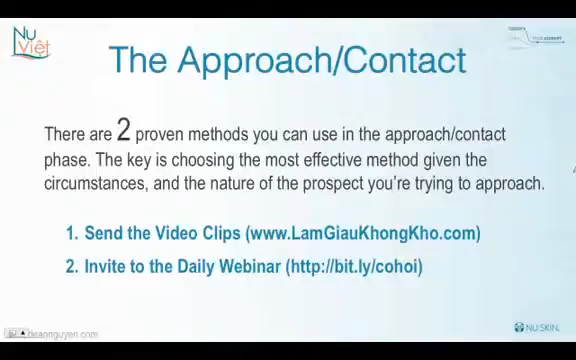 Nu
Việt
The Approach/Contact
There are 2 proven methods you can use in the approach/contact
phase. The key is choosing the most effective method given the
circumstances, and the nature of the prospect you're trying to approach.
1. Send the Video Clips (www.LamGiauKhongKho.com)
2. Invite to the Daily Webinar (http://bit.ly/cohoi)
deannguyen.com
NU SKIN